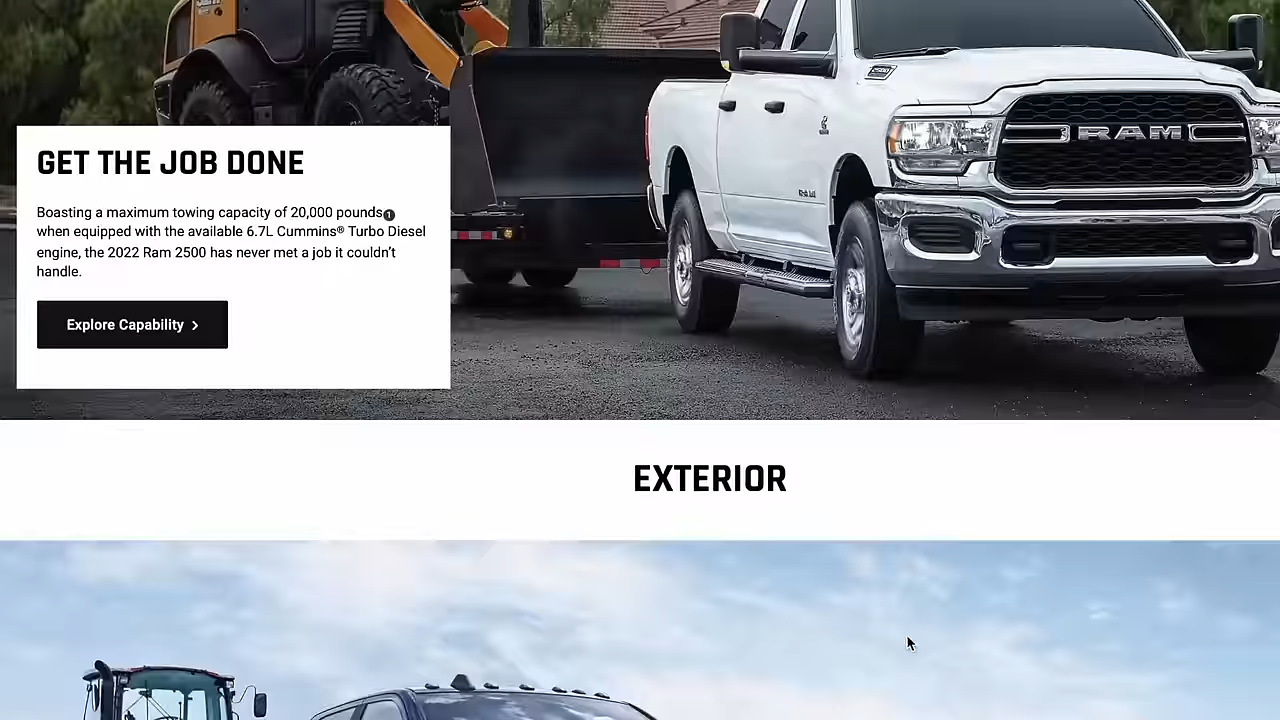 RAM
GET THE JOB DONE
Boasting a maximum towing capacity of 20,000 pounds1
when equipped with the available 6.7L Cummins® Turbo Diesel
engine, the 2022 Ram 2500 has never met a job it couldn't
handle.
Explore Capability >
EXTERIOR